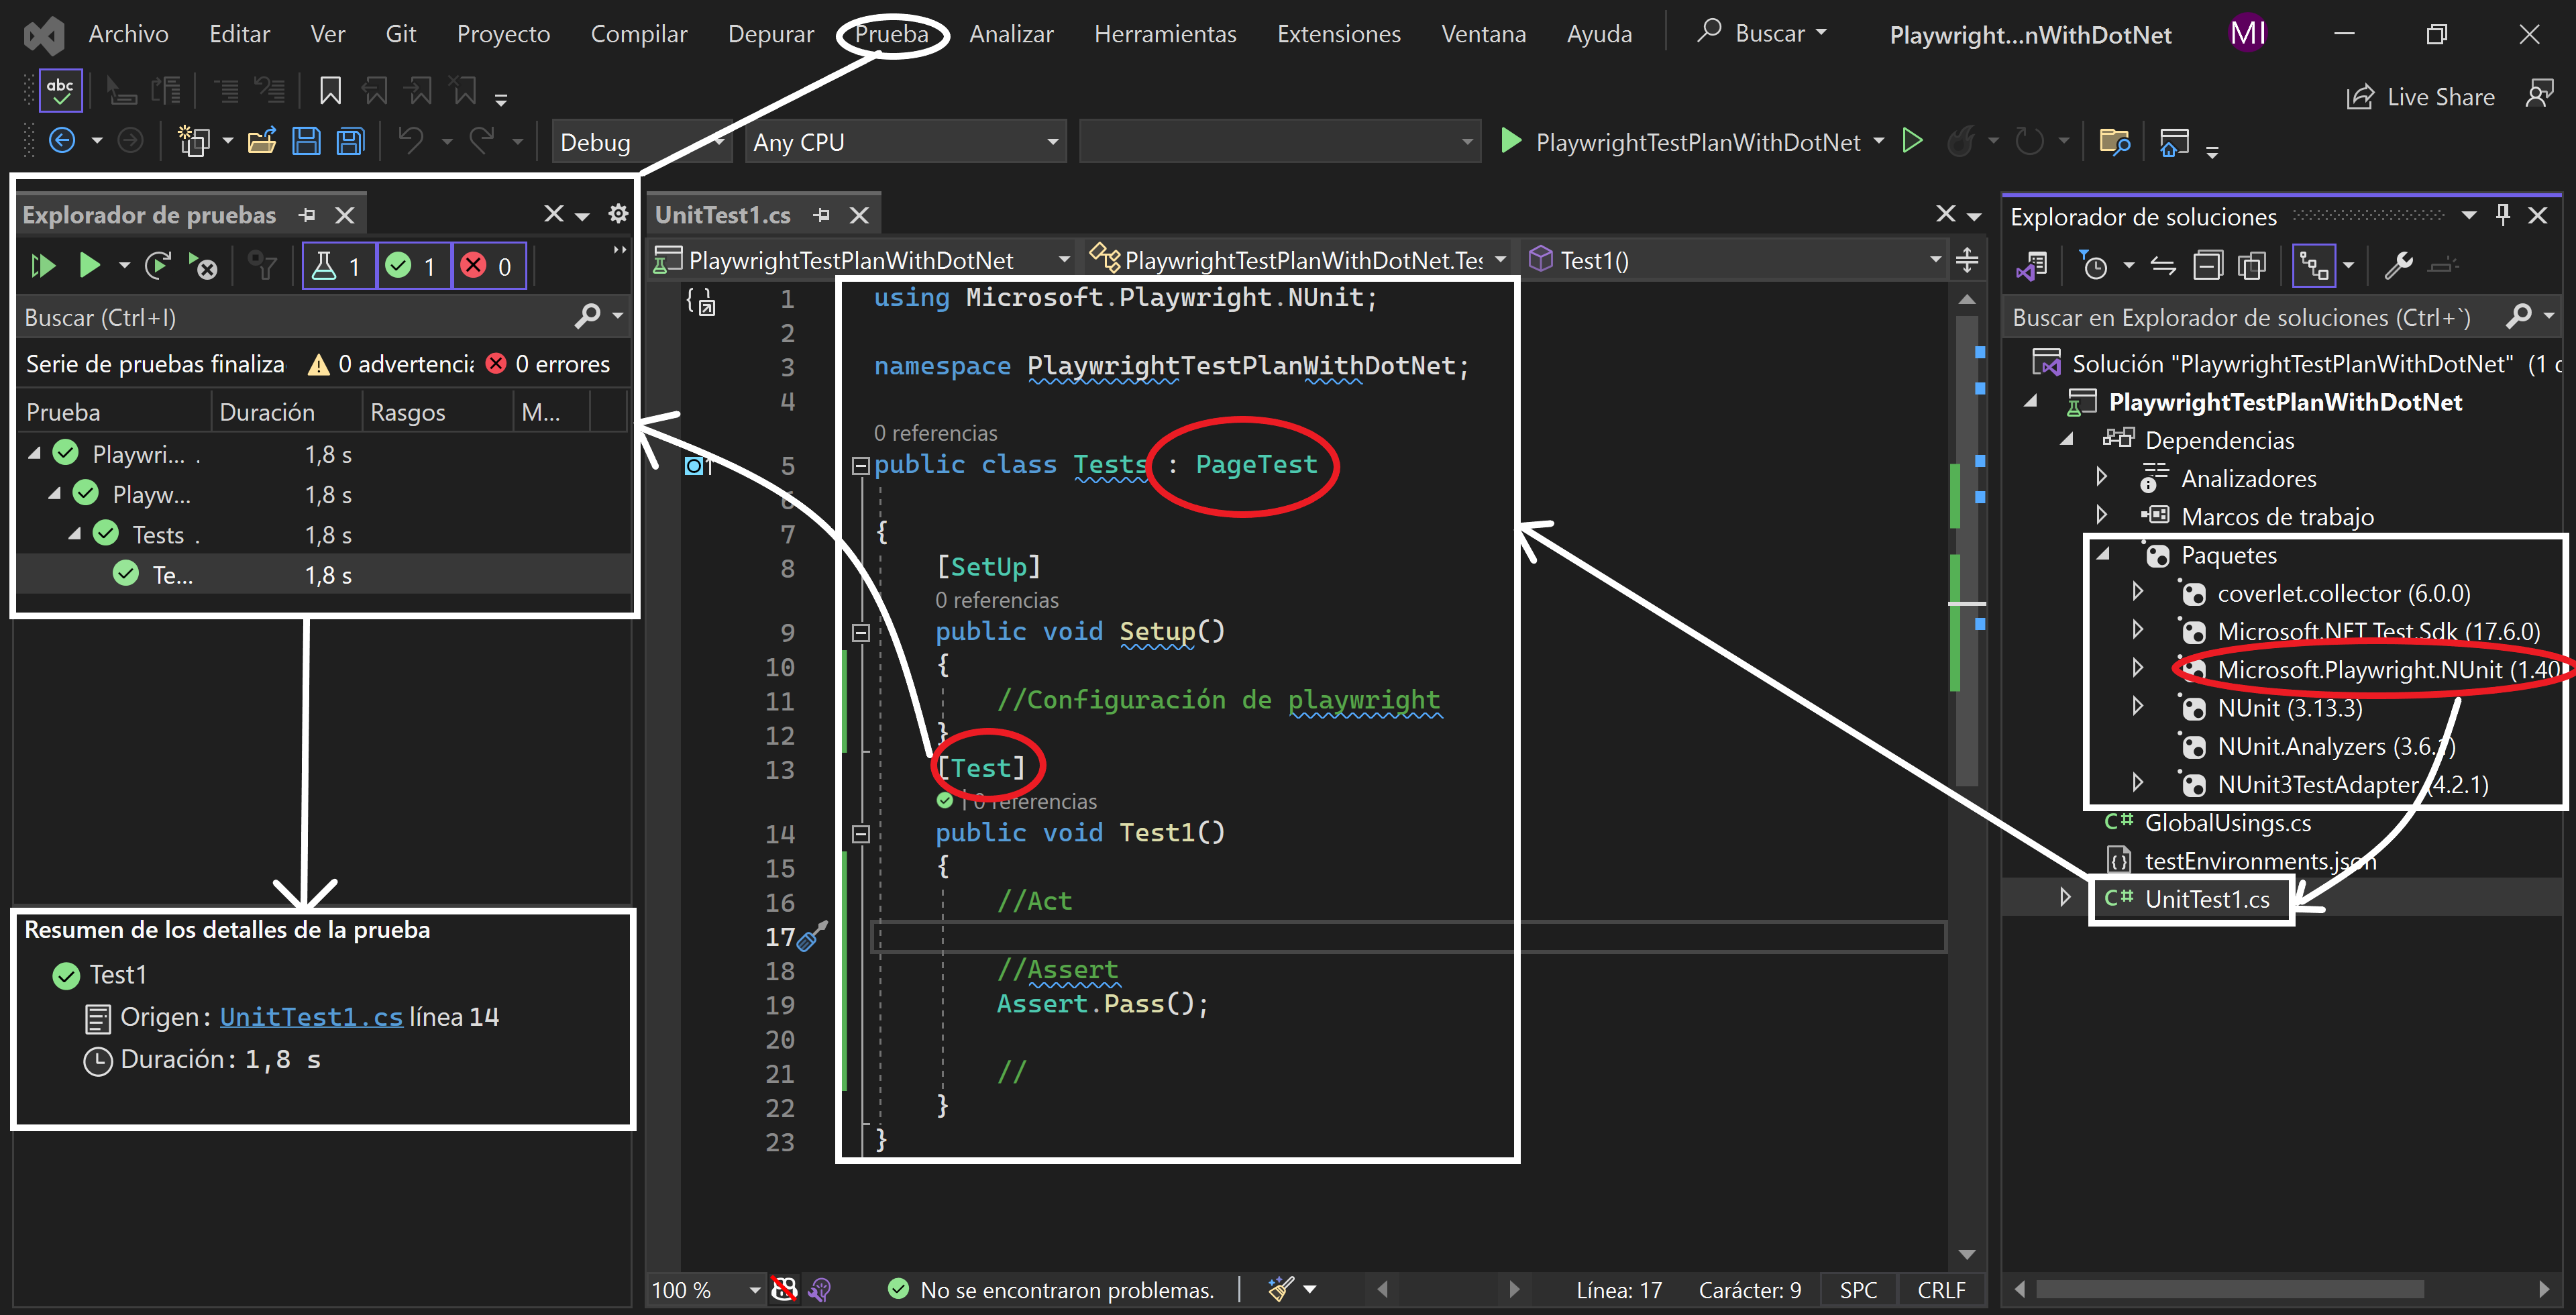 Archivo Editar Ver Git Proyecto Compilar Depurar Prueba Analizar Herramientas Extensiones Ventana Ayuda Buscar Playwright...nWithDotNet MI
abc Live Share
Debug Any CPU PlaywrightTestPlanWithDotNet
Explorador de pruebas
1 1 0
Buscar (Ctrl+I)
Serie de pruebas finaliza 0 advertencia 0 errores
Prueba Duración Rasgos M...
Playwri... . 1,8 s
Playw... 1,8 s
Tests . 1,8 s
Te... 1,8 s
Resumen de los detalles de la prueba
Test1
Origen: UnitTest1.cs línea 14
Duración: 1,8 s
UnitTest1.cs
PlaywrightTestPlanWithDotNet PlaywrightTestPlanWithDotNet.Tes Test1()
1 using Microsoft.Playwright.NUnit;
2
3 namespace PlaywrightTestPlanWithDotNet;
4
0 referencias
5 public class Tests : PageTest
6
7 {
8 [SetUp]
0 referencias
9 public void Setup()
10 {
11 //Configuración de playwright
12 }
13 [Test]
| 0 referencias
14 public void Test1()
15 {
16 //Act
17
18 //Assert
19 Assert.Pass();
20
21 //
22 }
23 }
100 % No se encontraron problemas. Línea: 17 Carácter: 9 SPC CRLF
Explorador de soluciones
Buscar en Explorador de soluciones (Ctrl+`)
Solución "PlaywrightTestPlanWithDotNet" (1 c
PlaywrightTestPlanWithDotNet
Dependencias
Analizadores
Marcos de trabajo
Paquetes
coverlet.collector (6.0.0)
Microsoft.NET.Test.Sdk (17.6.0)
Microsoft.Playwright.NUnit (1.40
NUnit (3.13.3)
NUnit.Analyzers (3.6.1)
NUnit3TestAdapter (4.2.1)
C# GlobalUsings.cs
testEnvironments.json
C# UnitTest1.cs